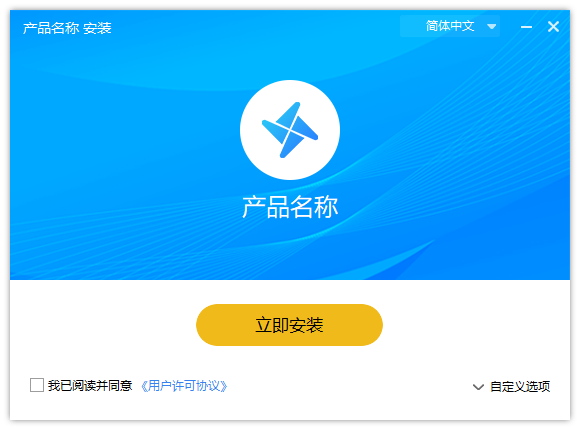 产品名称 安装
简体中文
产品名称
立即安装
我已阅读并同意 《用户许可协议》
自定义选项